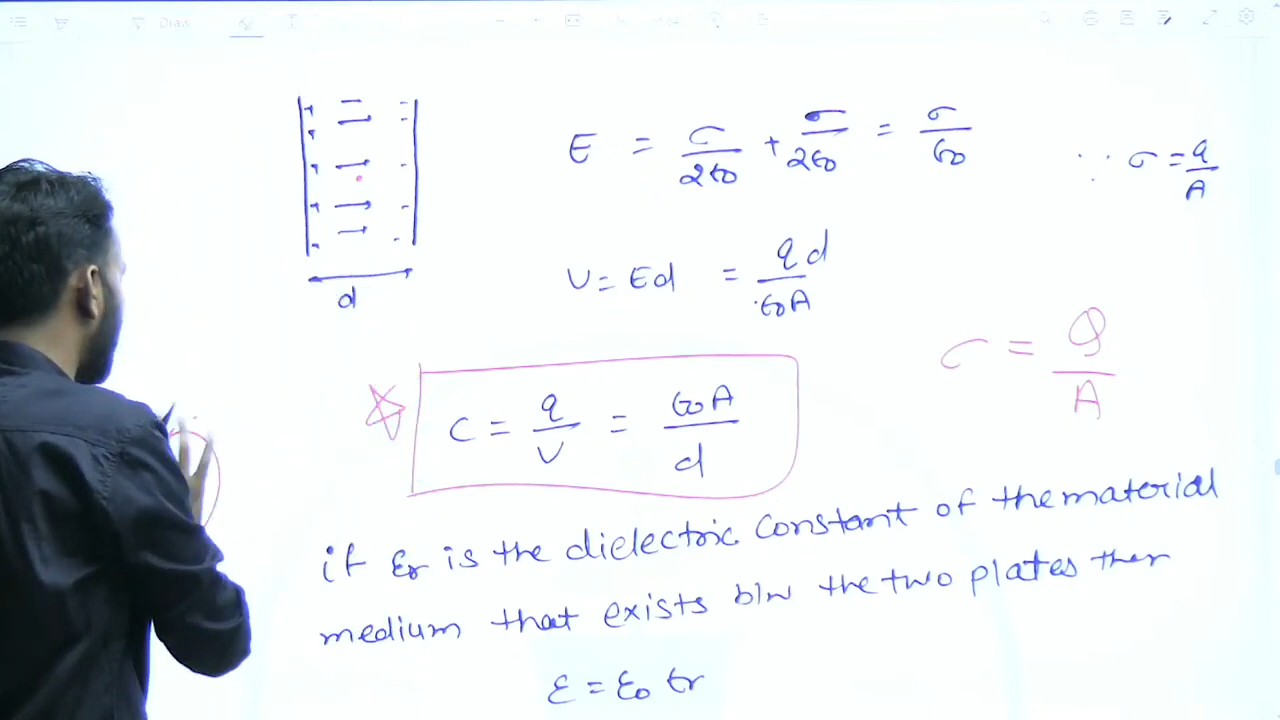 E = σ/2ε0 + σ/2ε0 = σ/ε0 ∵ σ = q/A
V = Ed = qd/ε0A
d
σ = Q/A
C = q/V = ε0A/d
if εr is the dielectric constant of the material
medium that exists b/w the two plates then
ε = ε0 εr